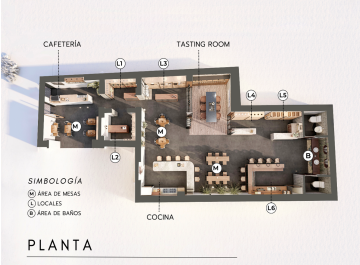 CAFETERÍA
TASTING ROOM
L1
L3
L4
L5
M
M
L2
B
M
L6
COCINA
SIMBOLOGÍA
M ÁREA DE MESAS
L LOCALES
B ÁREA DE BAÑOS
PLANTA